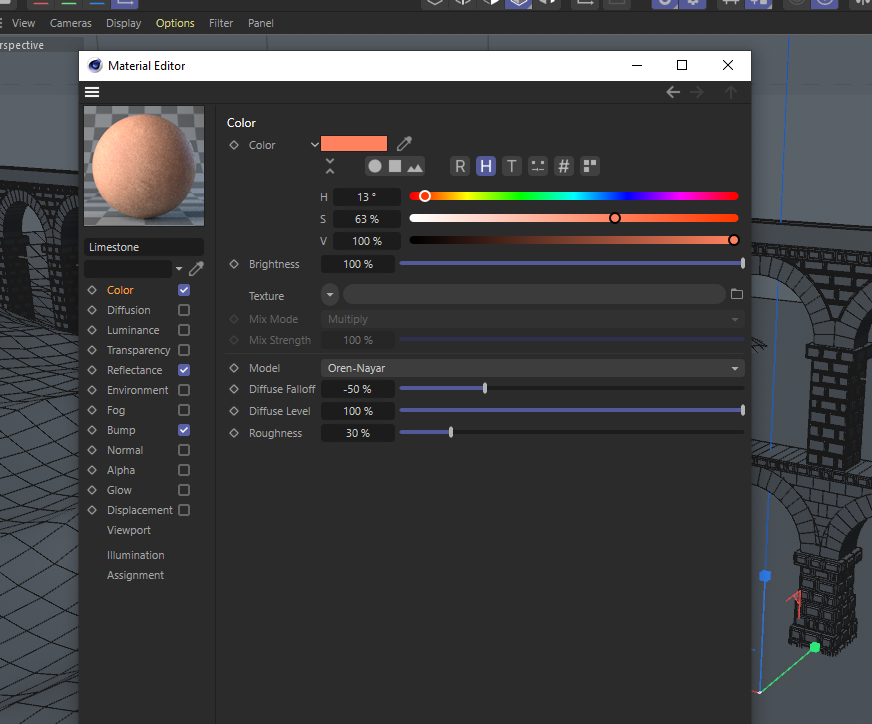 View Cameras Display Options Filter Panel
rspective
Material Editor
Color
Color
R H T #
H 13 °
S 63 %
V 100 %
Limestone
Brightness 100 %
Color
Diffusion
Luminance
Transparency
Reflectance
Environment
Fog
Bump
Normal
Alpha
Glow
Displacement
Viewport
Illumination
Assignment
Texture
Mix Mode Multiply
Mix Strength 100 %
Model Oren-Nayar
Diffuse Falloff -50 %
Diffuse Level 100 %
Roughness 30 %